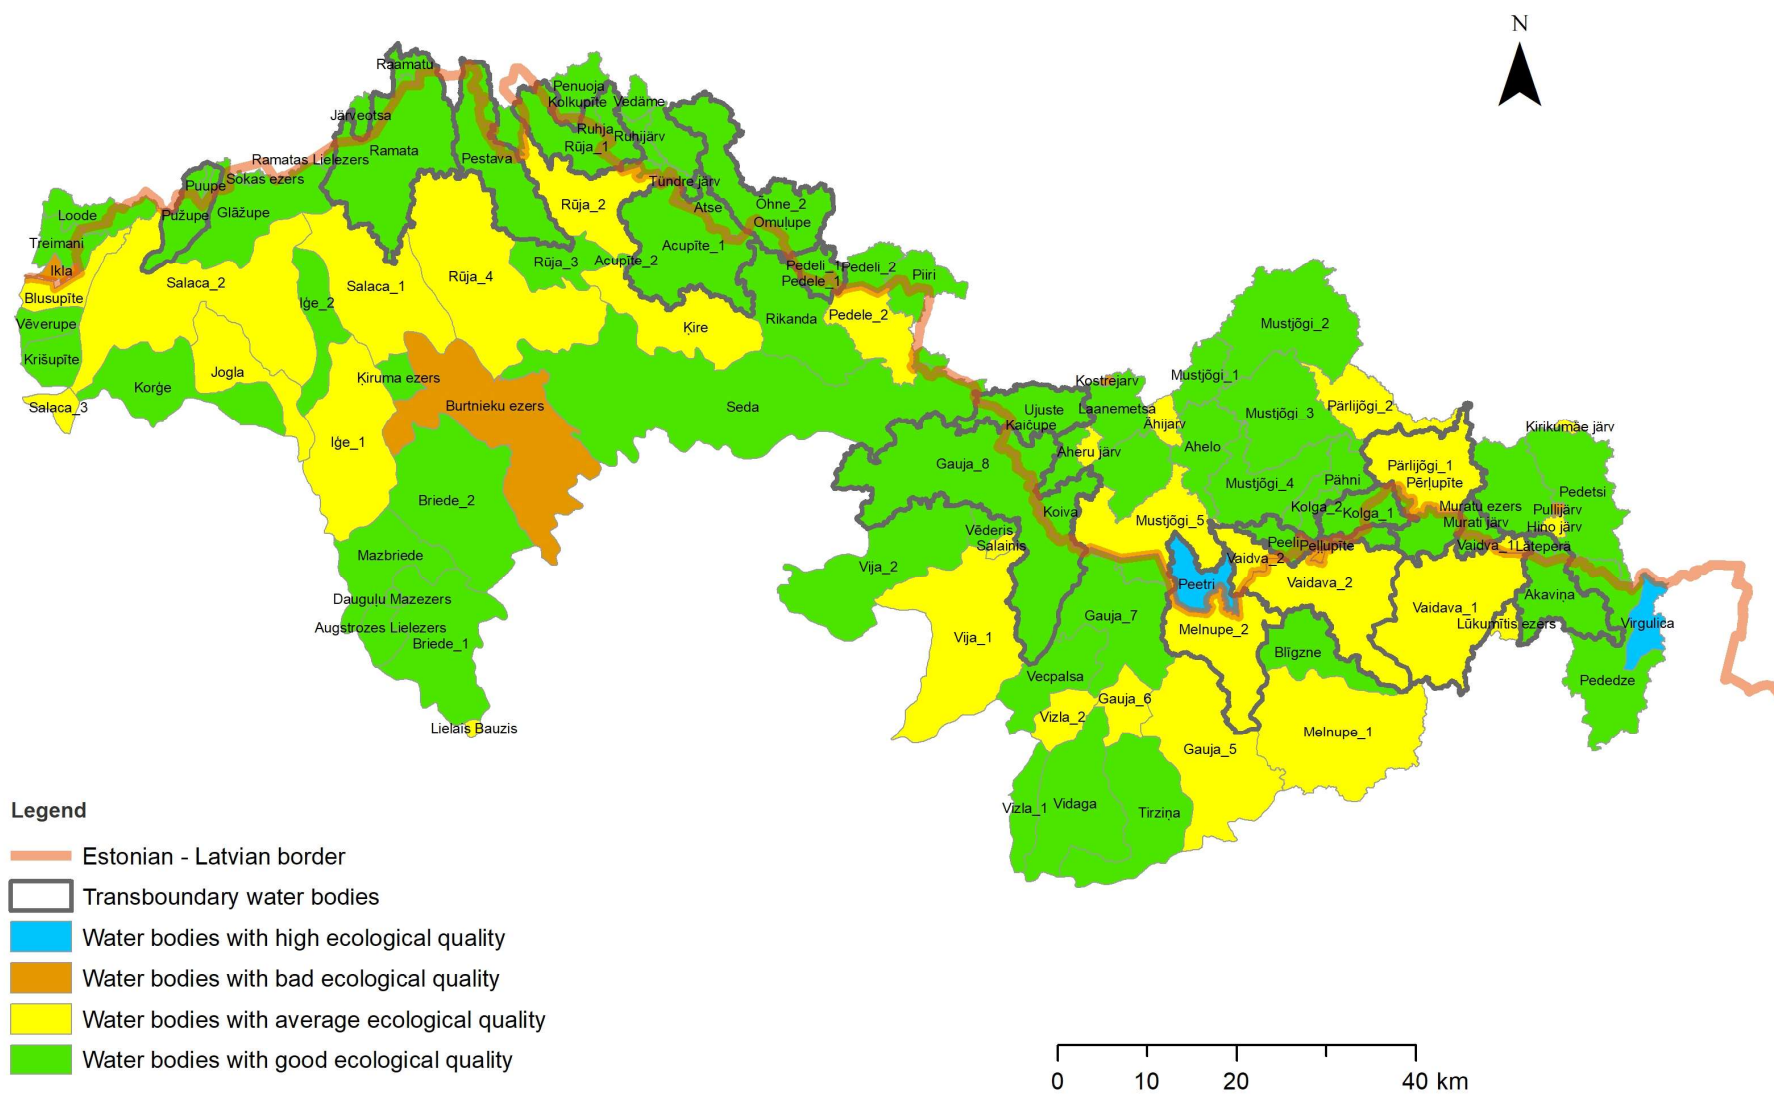 N
Raamatu
Penuoja
Kolkupīte
Vedāme
Järveotsa
Ruhja
Ruhijärv
Rūja_1
Ramata
Pestava
Ramatas Lielezers
Sokas ezers
Puupe
Tündre järv
Õhne_2
Atse
Omuļupe
Rūja_2
Loode
Pužupe
Glāžupe
Treimani
Acupīte_1
Acupīte_2
Rūja_3
Pedeli_1
Pedeli_2
Piiri
Pedele_1
Ikla
Salaca_2
Salaca_1
Rūja_4
Blusupīte
Iģe_2
Vēverupe
Ķire
Rikanda
Pedele_2
Mustjõgi_2
Krišupīte
Korģe
Jogla
Ķiruma ezers
Kostrejarv
Mustjõgi_1
Salaca_3
Burtnieku ezers
Seda
Ujuste
Kaičupe
Laanemetsa
Āhijarv
Mustjõgi_3
Pärlijõgi_2
Kirikumäe järv
Iģe_1
Gauja_8
Aheru järv
Ahelo
Pärlijõgi_1
Pērļupīte
Mustjõgi_4
Pähni
Briede_2
Pedetsi
Koiva
Kolga_2
Kolga_1
Muratu ezers
Pullijärv
Mustjõgi_5
Murati järv
Hino järv
Vēderis
Salainis
Peeli
Peļļupīte
Vaidva_1
Lätepera
Mazbriede
Vija_2
Vaidva_2
Peetri
Vaidava_2
Akaviņa
Dauguļu Mazezers
Gauja_7
Vaidava_1
Lūkumītis ezers
Virgulica
Augstrozes Lielezers
Briede_1
Vija_1
Melnupe_2
Blīgzne
Vecpalsa
Pededze
Gauja_6
Vizla_2
Lielais Bauzis
Gauja_5
Melnupe_1
Vizla_1
Vidaga
Tirziņa
Legend
Estonian - Latvian border
Transboundary water bodies
Water bodies with high ecological quality
Water bodies with bad ecological quality
Water bodies with average ecological quality
Water bodies with good ecological quality
0 10 20 40 km